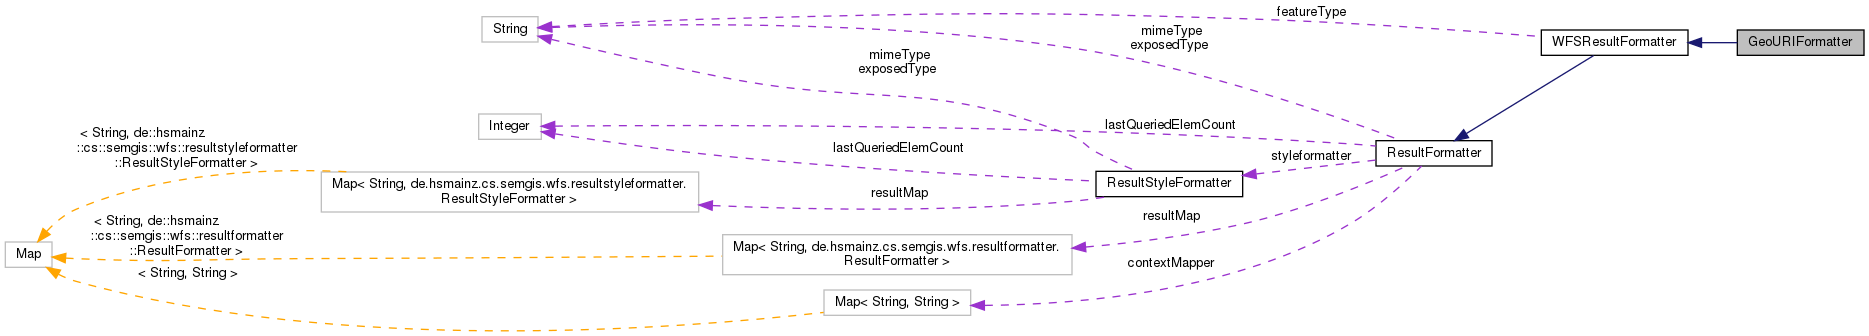 featureType
String
mimeType
exposedType
WFSResultFormatter
GeoURIFormatter
mimeType
exposedType
Integer
lastQueriedElemCount
< String, de::hsmainz
::cs::semgis::wfs::resultstyleformatter
::ResultStyleFormatter >
lastQueriedElemCount
styleformatter
ResultFormatter
Map< String, de.hsmainz.cs.semgis.wfs.resultstyleformatter.
ResultStyleFormatter >
resultMap
ResultStyleFormatter
< String, de::hsmainz
::cs::semgis::wfs::resultformatter
::ResultFormatter >
resultMap
Map
Map< String, de.hsmainz.cs.semgis.wfs.resultformatter.
ResultFormatter >
< String, String >
contextMapper
Map< String, String >